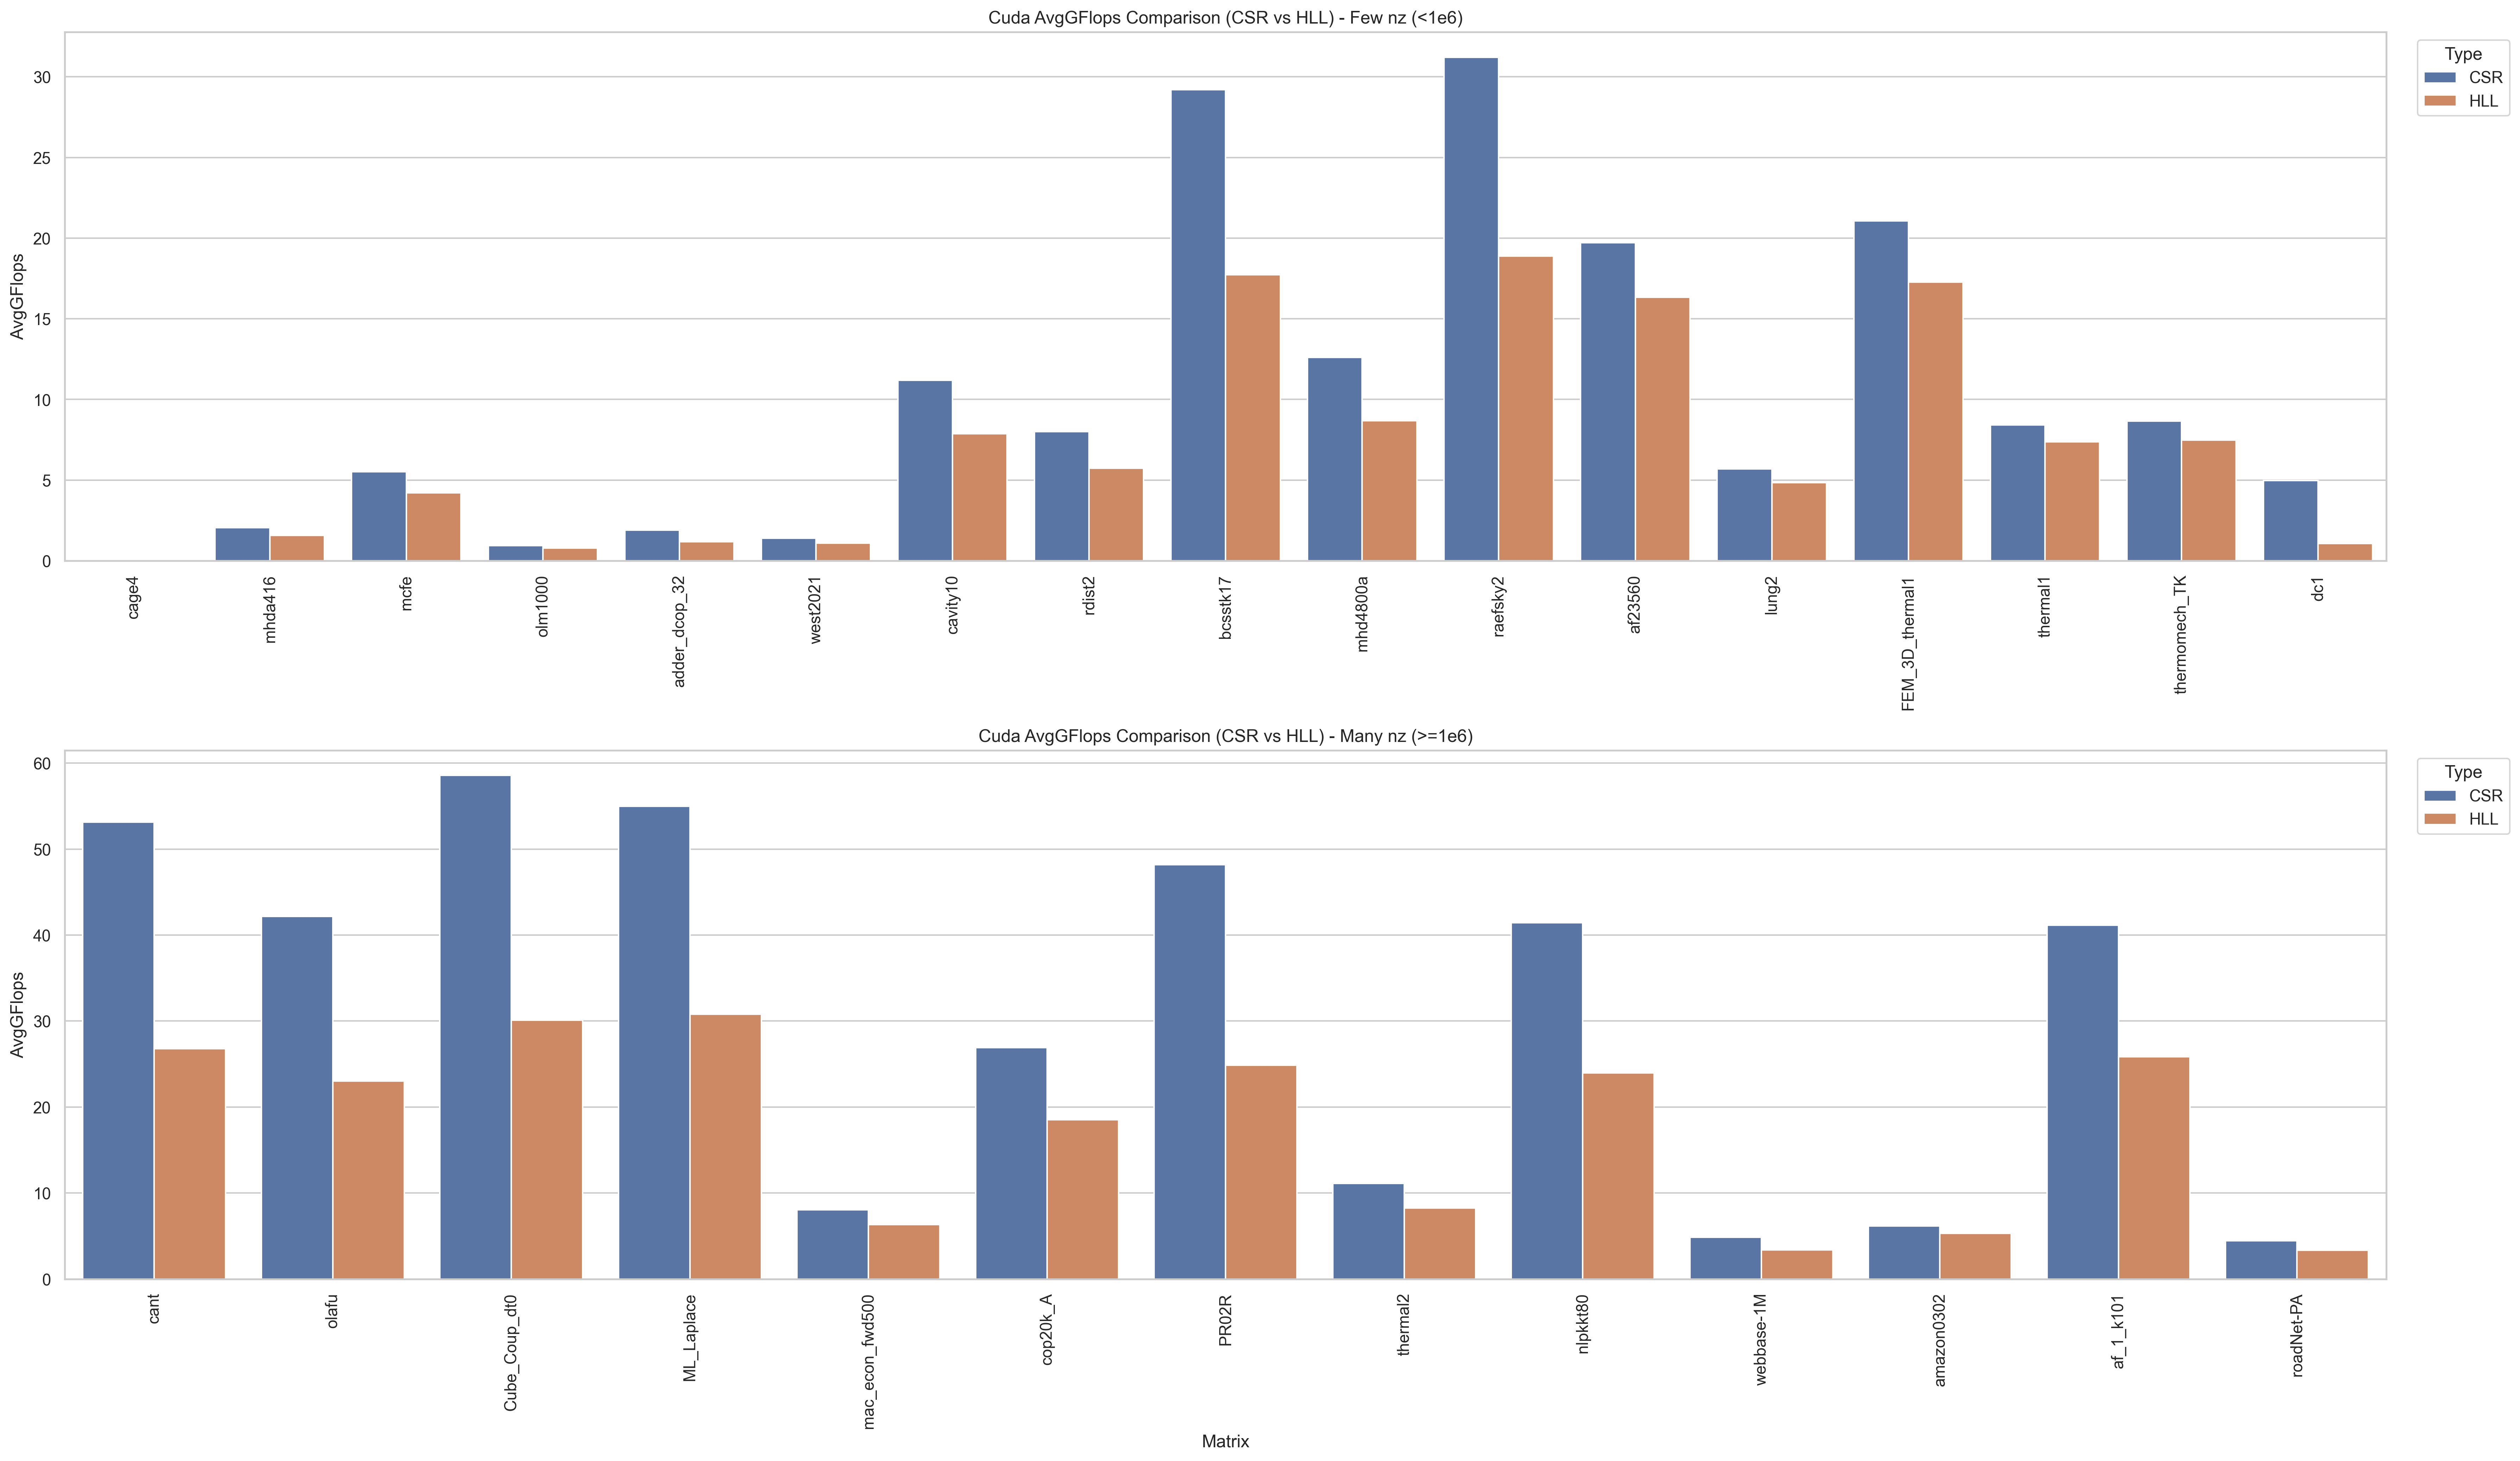 Cuda AvgGFlops Comparison (CSR vs HLL) - Few nz (<1e6)
AvgGFlops
30
25
20
15
10
5
0
cage4
mhda416
mcfe
olm1000
adder_dcop_32
west2021
cavity10
rdist2
bcsstk17
mhd4800a
raefsky2
af23560
lung2
FEM_3D_thermal1
thermal1
thermomech_TK
dc1
Type
CSR
HLL
Cuda AvgGFlops Comparison (CSR vs HLL) - Many nz (>=1e6)
AvgGFlops
60
50
40
30
20
10
0
cant
olafu
Cube_Coup_dt0
ML_Laplace
mac_econ_fwd500
cop20k_A
PR02R
thermal2
nlpkkt80
webbase-1M
amazon0302
af_1_k101
roadNet-PA
Matrix
Type
CSR
HLL